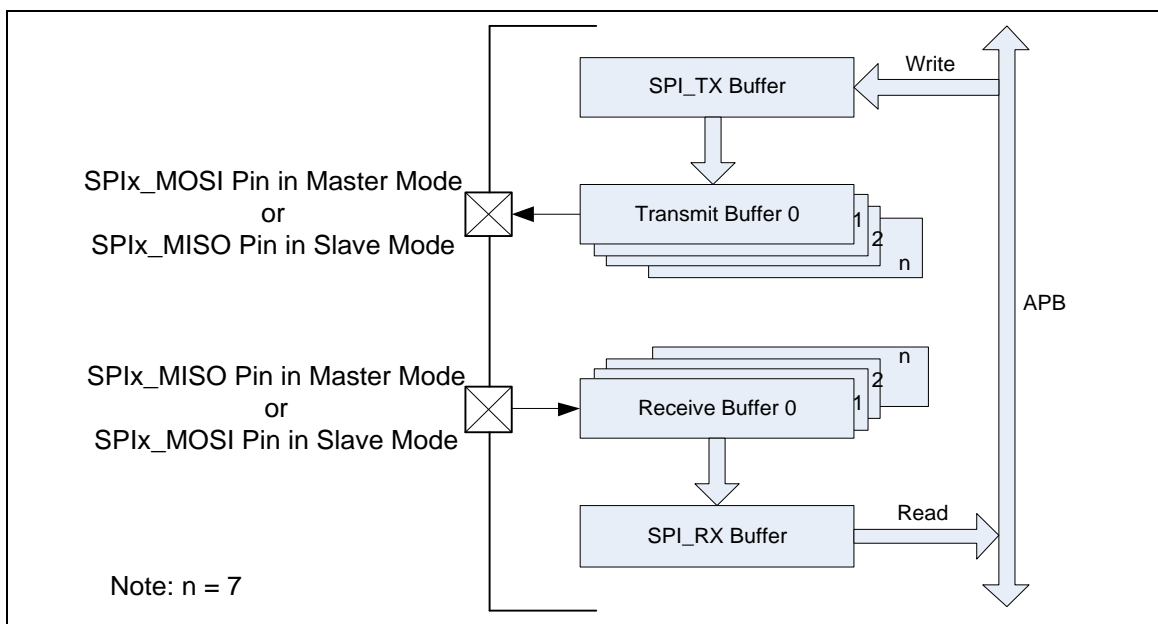 SPI_TX Buffer
Write
SPIx_MOSI Pin in Master Mode
or
SPIx_MISO Pin in Slave Mode
Transmit Buffer 0
1
2
n
APB
SPIx_MISO Pin in Master Mode
or
SPIx_MOSI Pin in Slave Mode
n
2
1
Receive Buffer 0
SPI_RX Buffer
Read
Note: n = 7